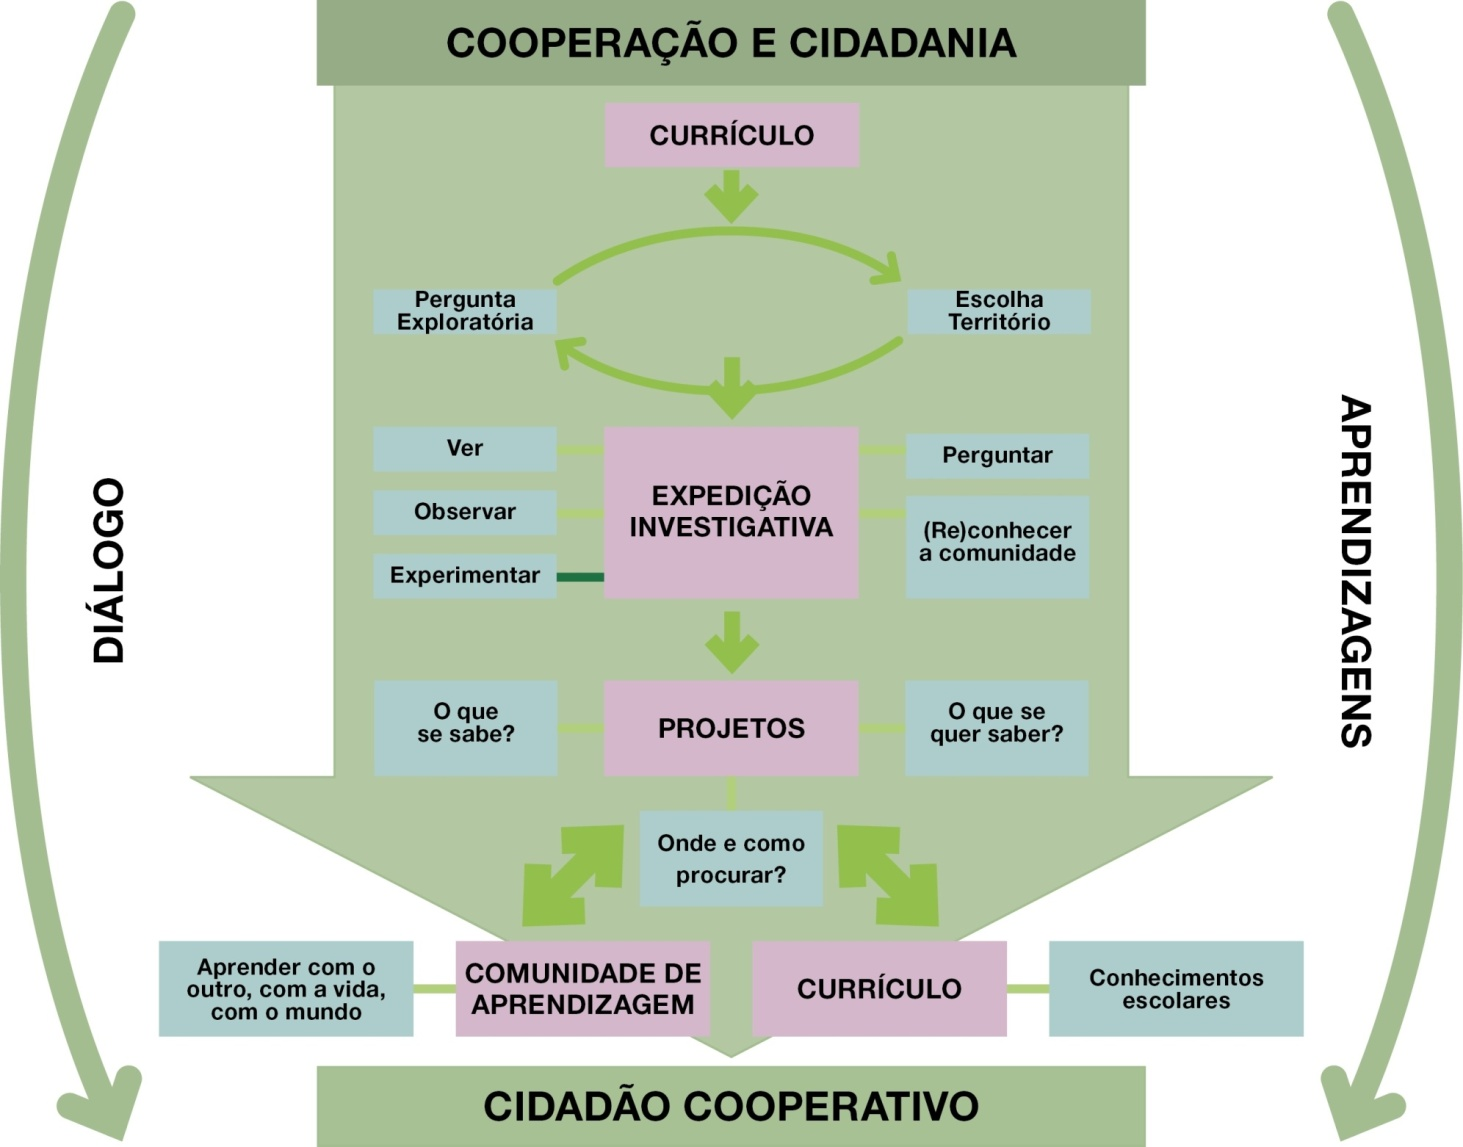 COOPERAÇÃO E CIDADANIA
CURRÍCULO
Pergunta
Exploratória
Escolha
Território
Ver
Observar
Experimentar
EXPEDIÇÃO
INVESTIGATIVA
Perguntar
(Re)conhecer
a comunidade
DIÁLOGO
APRENDIZAGENS
O que
se sabe?
PROJETOS
O que se
quer saber?
Onde e como
procurar?
Aprender com o
outro, com a vida,
com o mundo
COMUNIDADE DE
APRENDIZAGEM
CURRÍCULO
Conhecimentos
escolares
CIDADÃO COOPERATIVO